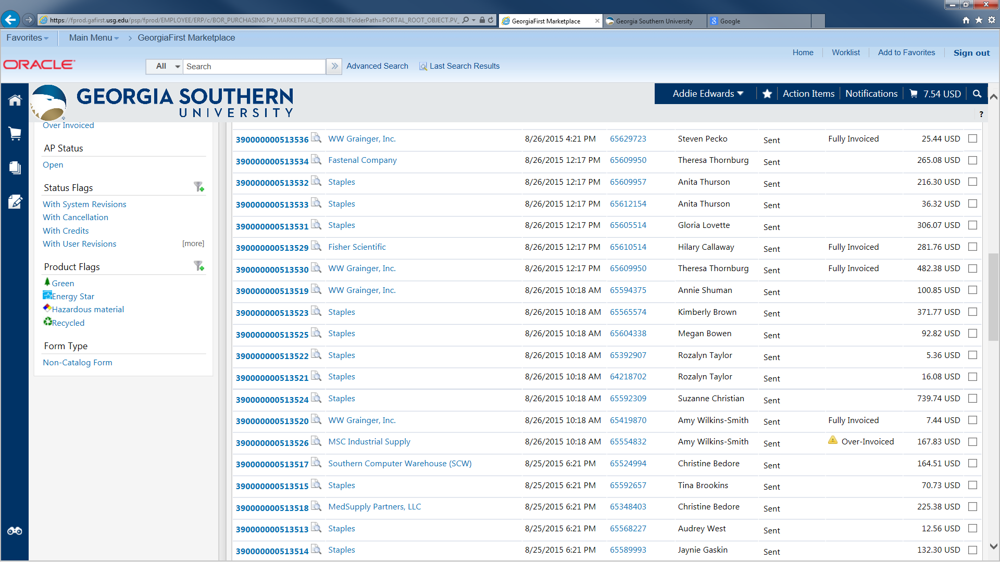 https://fprod.gafirst.usg.edu/psp/fprod/EMPLOYEE/ERP/c/BOR_PURCHASING.PV_MARKETPLACE_BOR.GBL?FolderPath=PORTAL_ROOT_OBJECT.PV_
GeorgiaFirst Marketplace
Georgia Southern University
Google
Favorites
Main Menu > GeorgiaFirst Marketplace
Home Worklist Add to Favorites Sign out
ORACLE
All Search Advanced Search Last Search Results
GEORGIA SOUTHERN
UNIVERSITY
Addie Edwards Action Items Notifications 7.54 USD
?
Over Invoiced
AP Status
Open
Status Flags
With System Revisions
With Cancellation
With Credits
With User Revisions [more]
Product Flags
Green
Energy Star
Hazardous material
Recycled
Form Type
Non-Catalog Form
390000000513536 WW Grainger, Inc. 8/26/2015 4:21 PM 65629723 Steven Pecko Sent Fully Invoiced 25.44 USD
390000000513534 Fastenal Company 8/26/2015 12:17 PM 65609950 Theresa Thornburg Sent 265.08 USD
390000000513532 Staples 8/26/2015 12:17 PM 65609957 Anita Thurson Sent 216.30 USD
390000000513533 Staples 8/26/2015 12:17 PM 65612154 Anita Thurson Sent 36.32 USD
390000000513531 Staples 8/26/2015 12:17 PM 65605514 Gloria Lovette Sent 306.07 USD
390000000513529 Fisher Scientific 8/26/2015 12:17 PM 65610514 Hilary Callaway Sent Fully Invoiced 281.76 USD
390000000513530 WW Grainger, Inc. 8/26/2015 12:17 PM 65609950 Theresa Thornburg Sent Fully Invoiced 482.38 USD
390000000513519 WW Grainger, Inc. 8/26/2015 10:18 AM 65594375 Annie Shuman Sent 100.85 USD
390000000513523 Staples 8/26/2015 10:18 AM 65565574 Kimberly Brown Sent 371.77 USD
390000000513525 Staples 8/26/2015 10:18 AM 65604338 Megan Bowen Sent 92.82 USD
390000000513522 Staples 8/26/2015 10:18 AM 65392907 Rozalyn Taylor Sent 5.36 USD
390000000513521 Staples 8/26/2015 10:18 AM 64218702 Rozalyn Taylor Sent 16.08 USD
390000000513524 Staples 8/26/2015 10:18 AM 65592309 Suzanne Christian Sent 739.74 USD
390000000513520 WW Grainger, Inc. 8/26/2015 10:18 AM 65419870 Amy Wilkins-Smith Sent Fully Invoiced 7.44 USD
390000000513526 MSC Industrial Supply 8/26/2015 10:18 AM 65554832 Amy Wilkins-Smith Sent Over-Invoiced 167.83 USD
390000000513517 Southern Computer Warehouse (SCW) 8/25/2015 6:21 PM 65524994 Christine Bedore Sent 164.51 USD
390000000513515 Staples 8/25/2015 6:21 PM 65592657 Tina Brookins Sent 70.73 USD
390000000513518 MedSupply Partners, LLC 8/25/2015 6:21 PM 65348403 Christine Bedore Sent 225.38 USD
390000000513513 Staples 8/25/2015 6:21 PM 65568227 Audrey West Sent 12.56 USD
390000000513514 Staples 8/25/2015 6:21 PM 65589993 Jaynie Gaskin Sent 132.30 USD